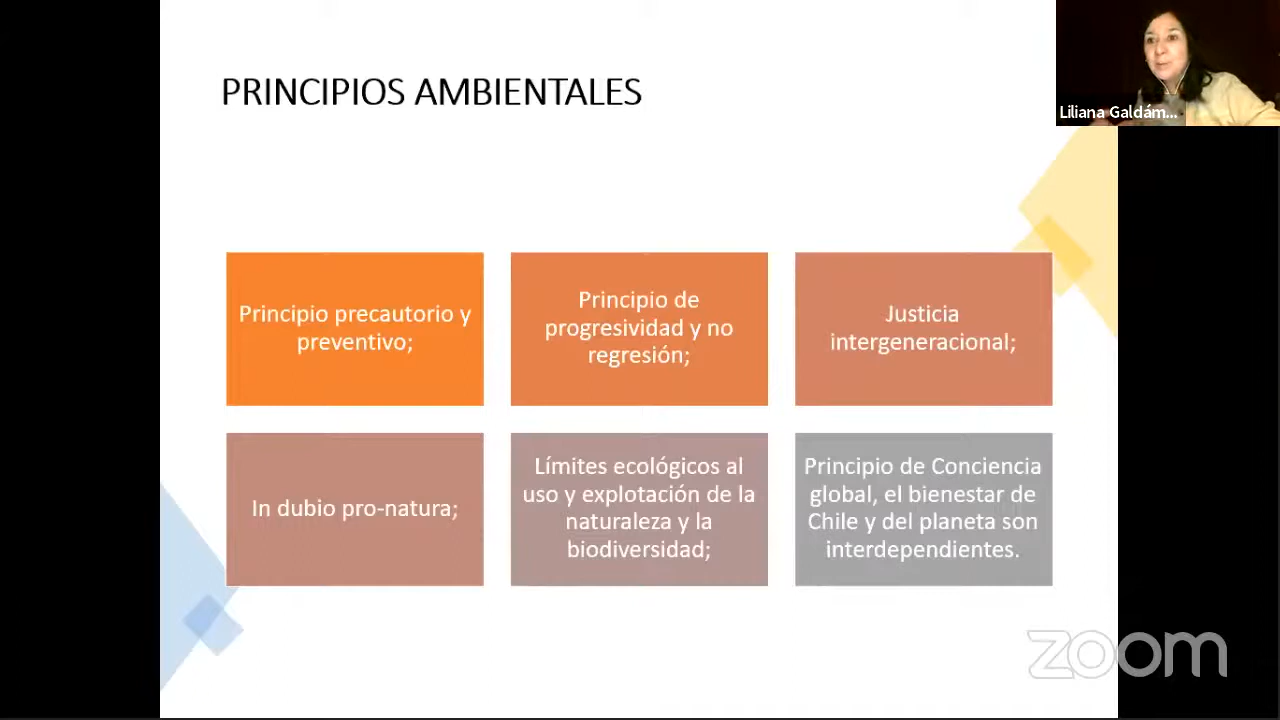 PRINCIPIOS AMBIENTALES
Liliana Galdám...
Principio precautorio y
preventivo;
Principio de
progresividad y no
regresión;
Justicia
intergeneracional;
In dubio pro-natura;
Límites ecológicos al
uso y explotación de la
naturaleza y la
biodiversidad;
Principio de Conciencia
global, el bienestar de
Chile y del planeta son
interdependientes.
zoom